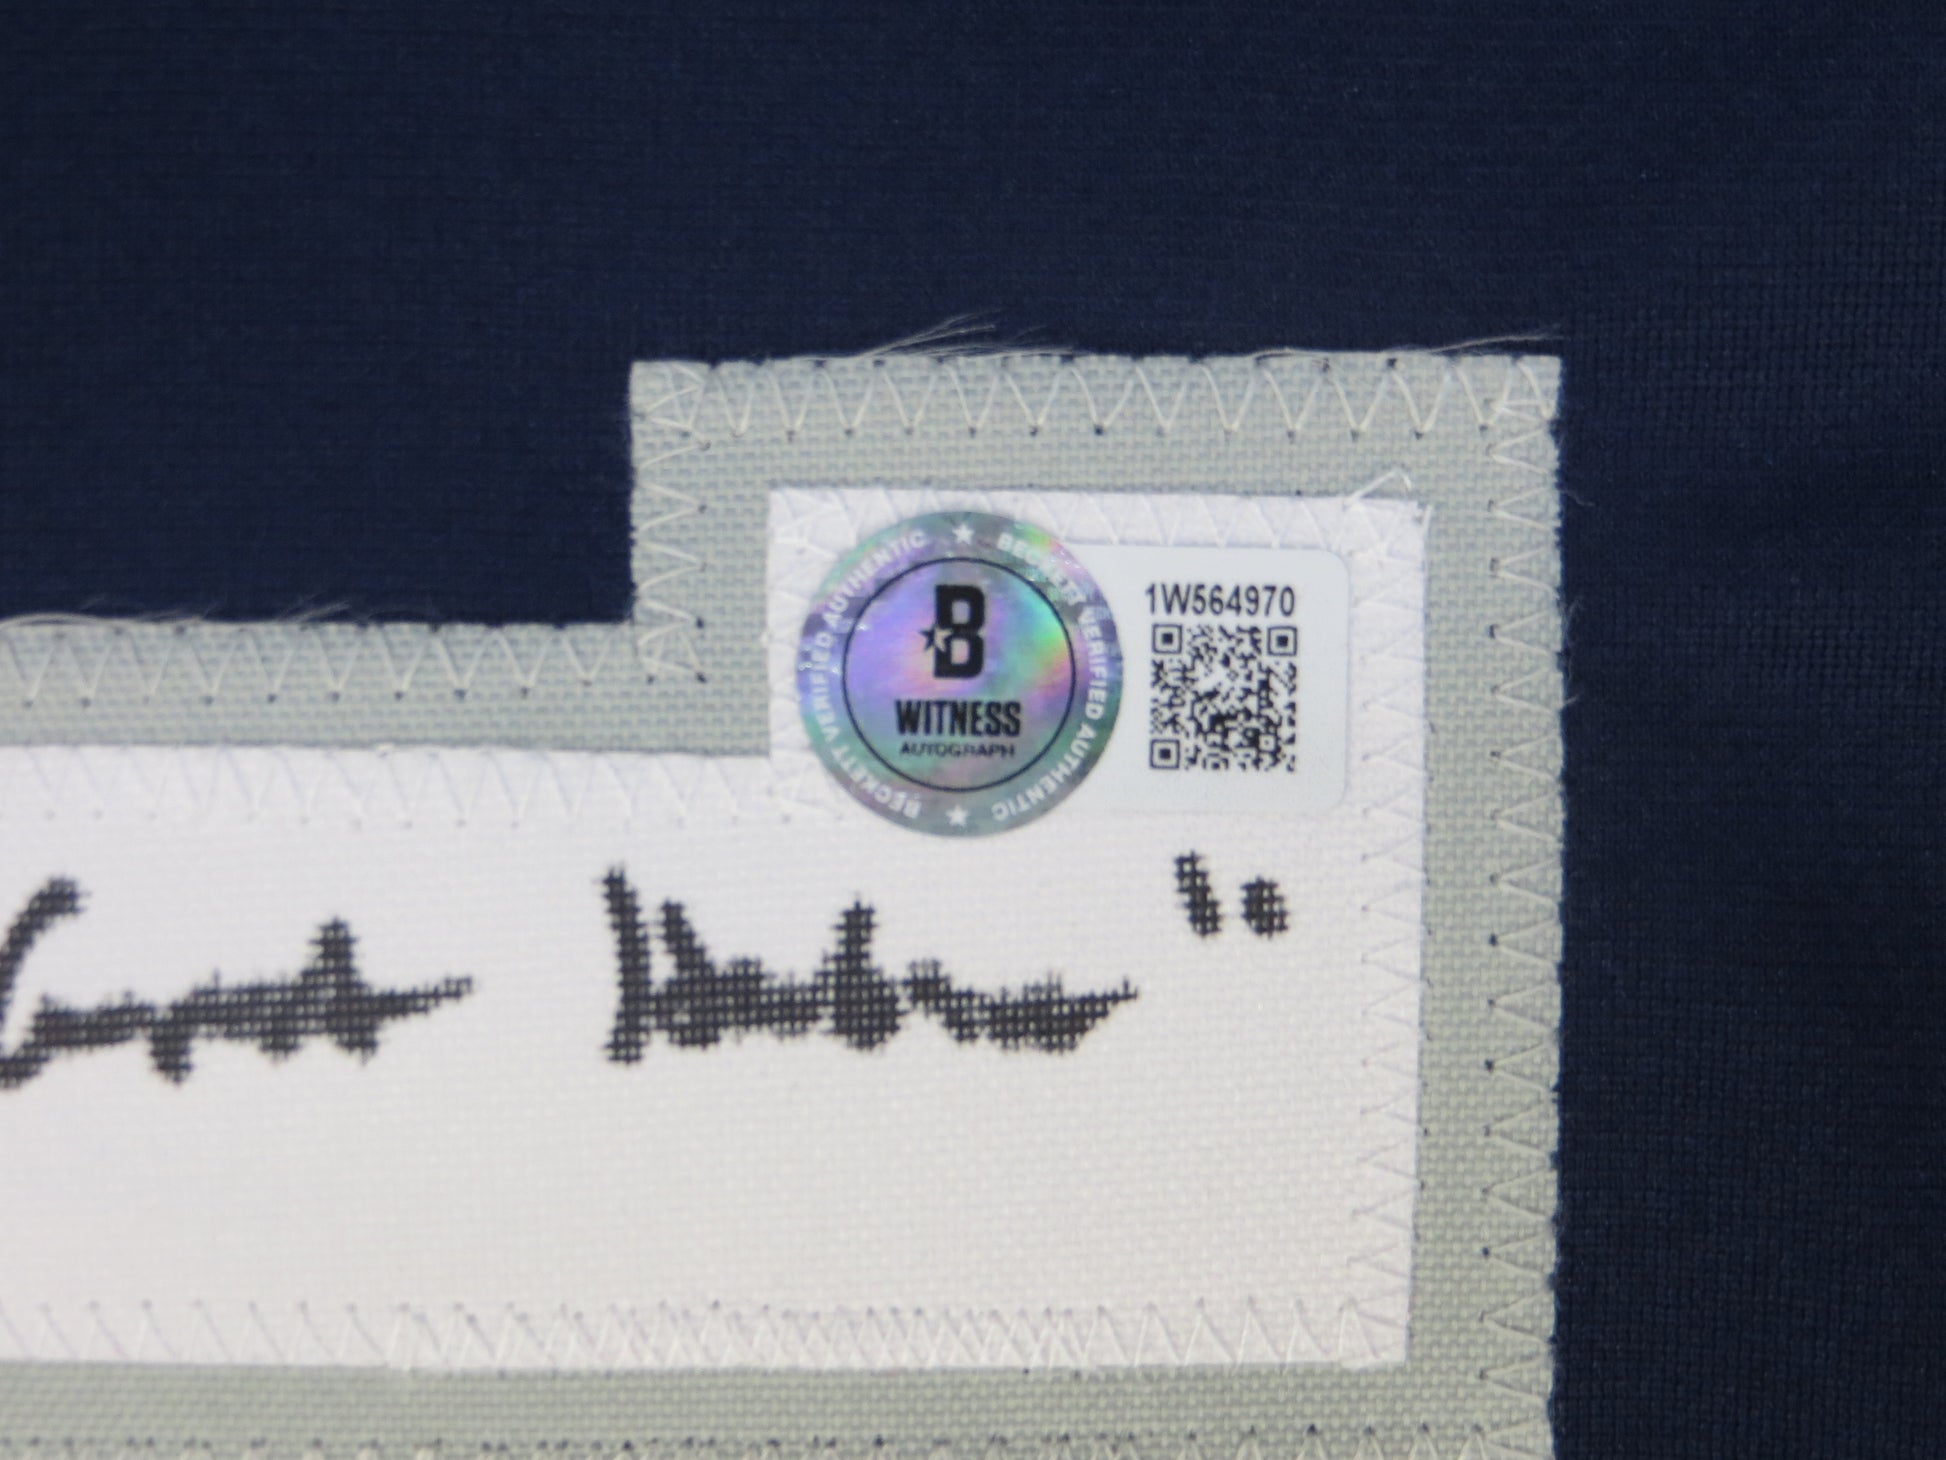 BECKETT VERIFIED AUTHENTIC ★ BECKETT VERIFIED AUTHENTIC ★
B
WITNESS
AUTOGRAPH
1W564970